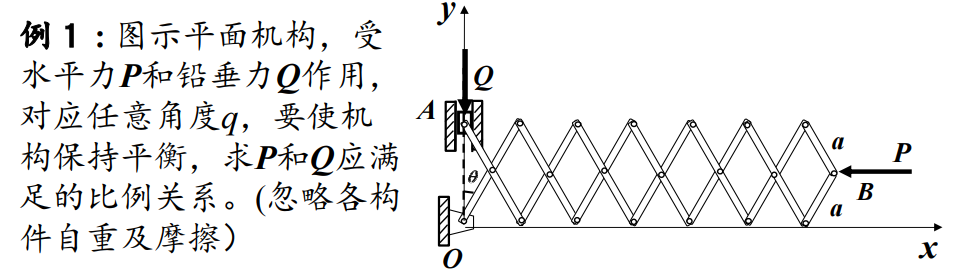 例1：图示平面机构，受
水平力P和铅垂力Q作用，
对应任意角度q，要使机
构保持平衡，求P和Q应满
足的比例关系。(忽略各构
件自重及摩擦）
y
Q
A
a
P
θ
B
a
O
x